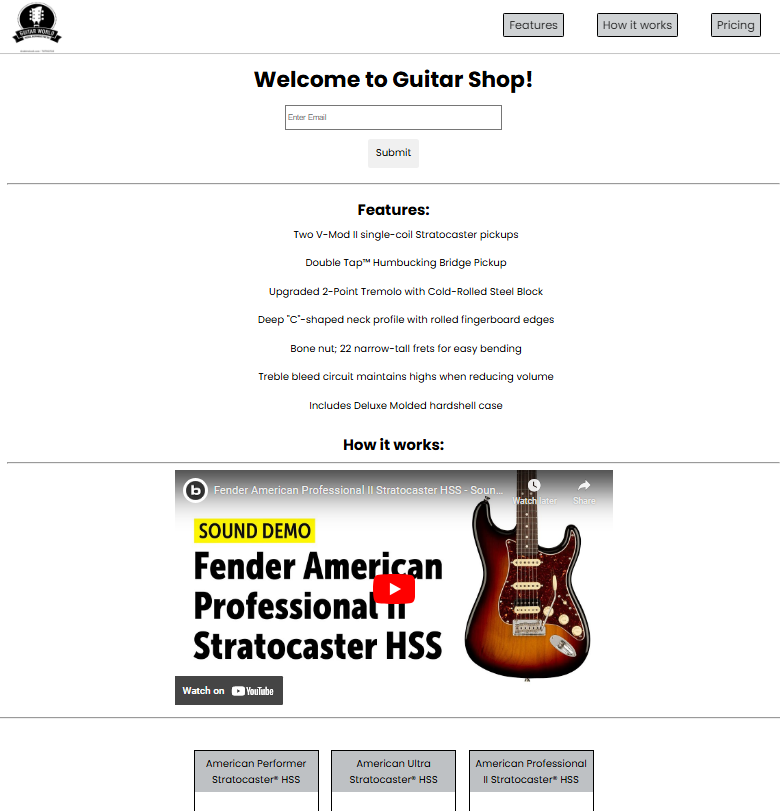 GUITAR WORLD
Features
How it works
Pricing
Welcome to Guitar Shop!
Enter Email
Submit
Features:
Two V-Mod II single-coil Stratocaster pickups
Double Tap™ Humbucking Bridge Pickup
Upgraded 2-Point Tremolo with Cold-Rolled Steel Block
Deep "C"-shaped neck profile with rolled fingerboard edges
Bone nut; 22 narrow-tall frets for easy bending
Treble bleed circuit maintains highs when reducing volume
Includes Deluxe Molded hardshell case
How it works:
b
Fender American Professional II Stratocaster HSS - Soun...
Watch later
Share
SOUND DEMO
Fender American
Professional II
Stratocaster HSS
Watch on YouTube
American Performer
Stratocaster® HSS
American Ultra
Stratocaster® HSS
American Professional
II Stratocaster® HSS